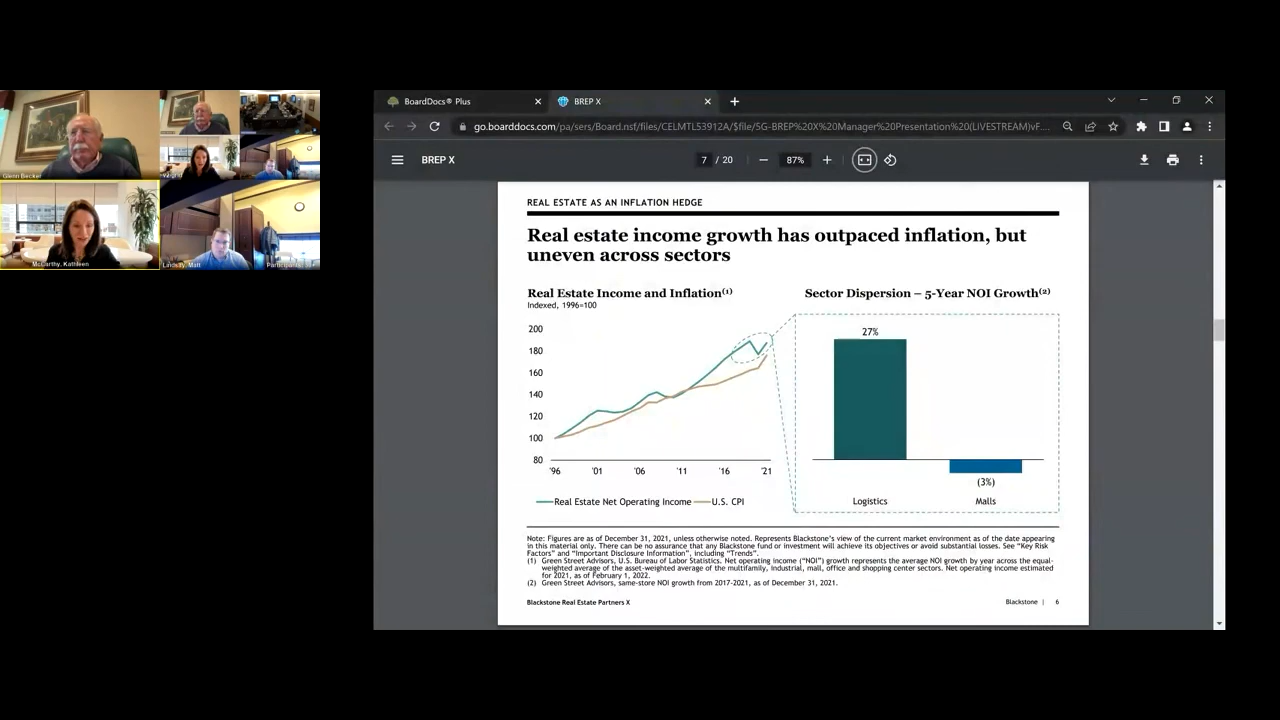 Glenn Becker
McCarthy, Kathleen
Lindsey, Matt
BoardDocs® Plus
BREP X
go.boarddocs.com/pa/sers/Board.nsf/files/CELMTL53912A/$file/5G-BREP%20X%20Manager%20Presentation%20(LIVESTREAM)vF....
BREP X
7 / 20
87%
REAL ESTATE AS AN INFLATION HEDGE
Real estate income growth has outpaced inflation, but
uneven across sectors
Real Estate Income and Inflation(1)
Indexed, 1996=100
200
180
160
140
120
100
80
'96 '01 '06 '11 '16 '21
Real Estate Net Operating Income U.S. CPI
Sector Dispersion – 5-Year NOI Growth(2)
27%
(3%)
Logistics Malls
Note: Figures are as of December 31, 2021, unless otherwise noted. Represents Blackstone's view of the current market environment as of the date appearing
in this material only. There can be no assurance that any Blackstone fund or investment will achieve its objectives or avoid substantial losses. See "Key Risk
Factors" and "Important Disclosure Information", including "Trends".
(1) Green Street Advisors, U.S. Bureau of Labor Statistics. Net operating income ("NOI") growth represents the average NOI growth by year across the equal-
weighted average of the asset-weighted average of the multifamily, industrial, mall, office and shopping center sectors. Net operating income estimated
for 2021, as of February 1, 2022.
(2) Green Street Advisors, same-store NOI growth from 2017-2021, as of December 31, 2021.
Blackstone Real Estate Partners X
Blackstone | 6